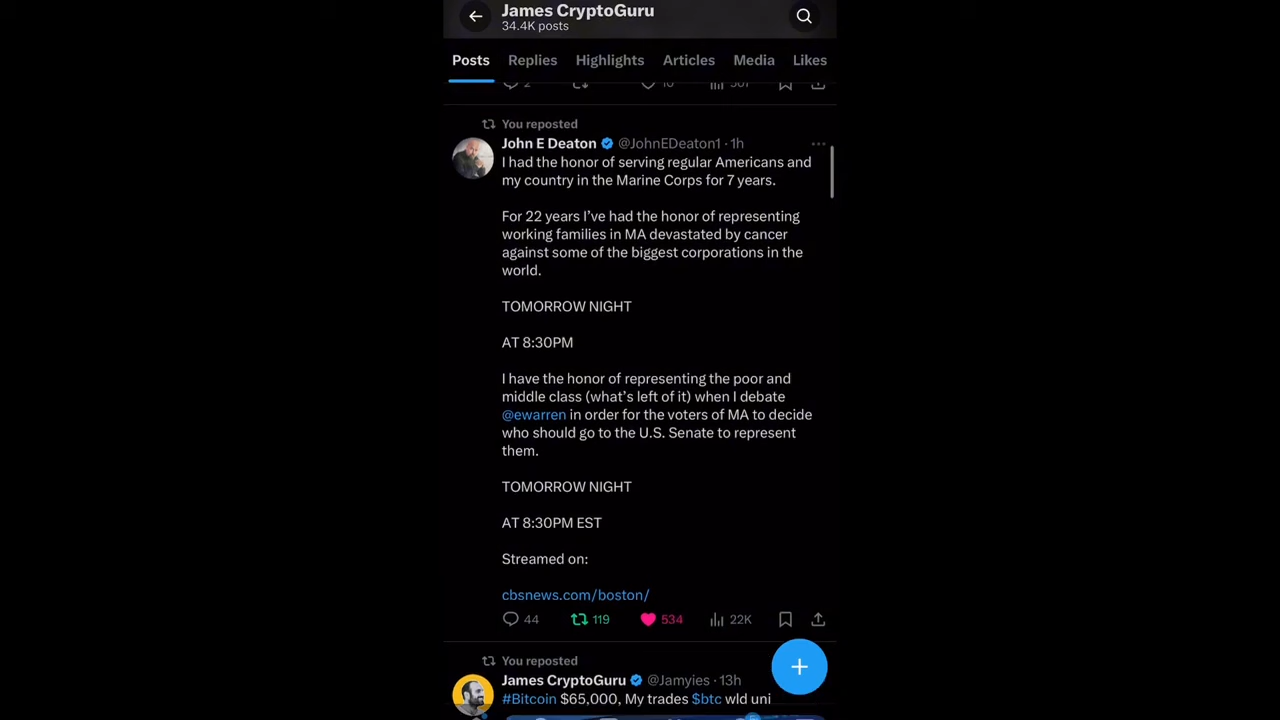 James CryptoGuru
34.4K posts
Posts Replies Highlights Articles Media Likes
You reposted
John E Deaton @JohnEDeaton1 · 1h
I had the honor of serving regular Americans and
my country in the Marine Corps for 7 years.
For 22 years I’ve had the honor of representing
working families in MA devastated by cancer
against some of the biggest corporations in the
world.
TOMORROW NIGHT
AT 8:30PM
I have the honor of representing the poor and
middle class (what’s left of it) when I debate
@ewarren in order for the voters of MA to decide
who should go to the U.S. Senate to represent
them.
TOMORROW NIGHT
AT 8:30PM EST
Streamed on:
cbsnews.com/boston/
44 119 534 22K
You reposted
James CryptoGuru @Jamyies · 13h
#Bitcoin $65,000, My trades $btc wld uni